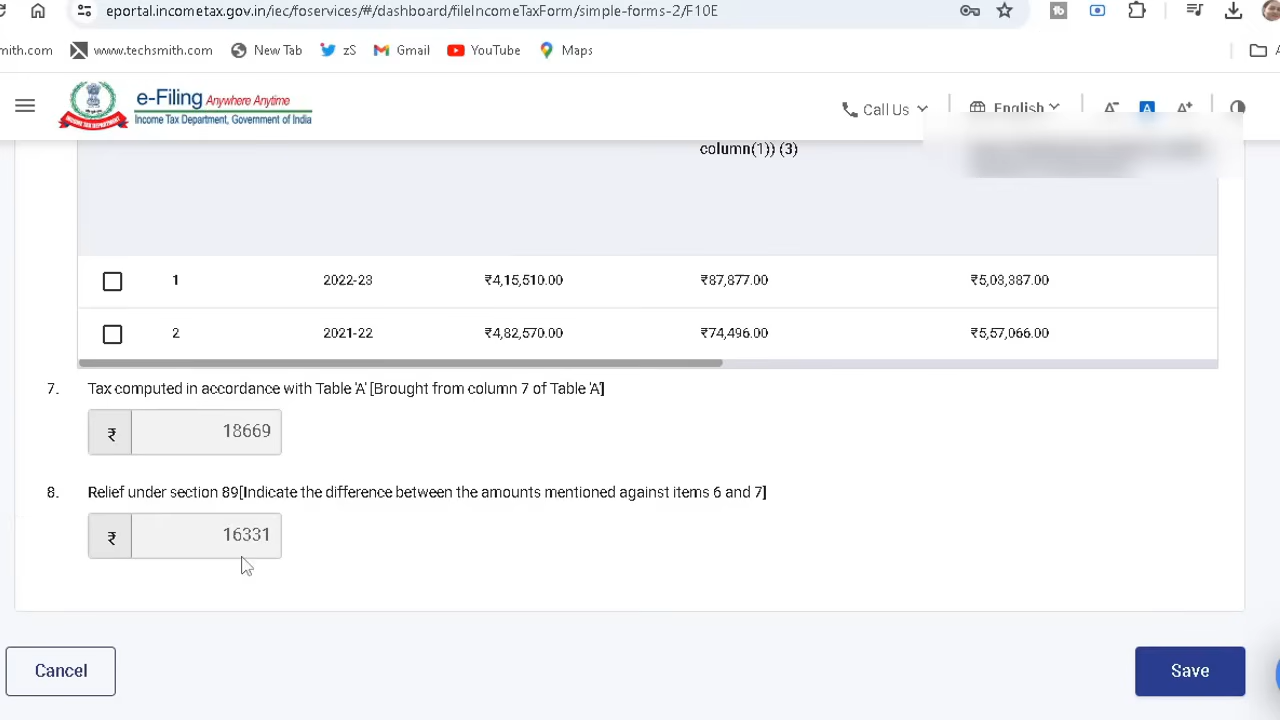 eportal.incometax.gov.in/iec/foservices/#/dashboard/fileIncomeTaxForm/simple-forms-2/F10E
mith.com www.techsmith.com New Tab zS Gmail YouTube Maps
e-Filing Anywhere Anytime
Income Tax Department, Government of India
Call Us English A- A A+
column(1)) (3)
1 2022-23 ₹4,15,510.00 ₹87,877.00 ₹5,03,387.00
2 2021-22 ₹4,82,570.00 ₹74,496.00 ₹5,57,066.00
7. Tax computed in accordance with Table 'A' [Brought from column 7 of Table 'A']
₹ 18669
8. Relief under section 89[Indicate the difference between the amounts mentioned against items 6 and 7]
₹ 16331
Cancel Save